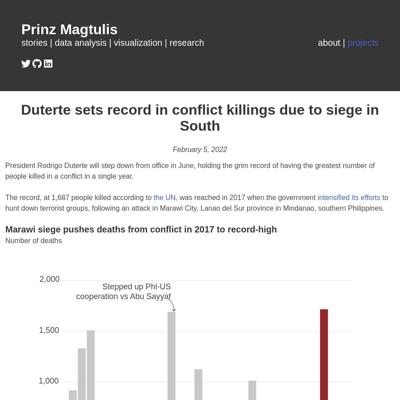 Prinz Magtulis
stories | data analysis | visualization | research
about | projects
Duterte sets record in conflict killings due to siege in
South
February 5, 2022
President Rodrigo Duterte will step down from office in June, holding the grim record of having the greatest number of
people killed in a conflict in a single year.
The record, at 1,687 people killed according to the UN, was reached in 2017 when the government intensified its efforts to
hunt down terrorist groups, following an attack in Marawi City, Lanao del Sur province in Mindanao, southern Philippines.
Marawi siege pushes deaths from conflict in 2017 to record-high
Number of deaths
2,000
Stepped up Phl-US
cooperation vs Abu Sayyaf
1,500
1,000